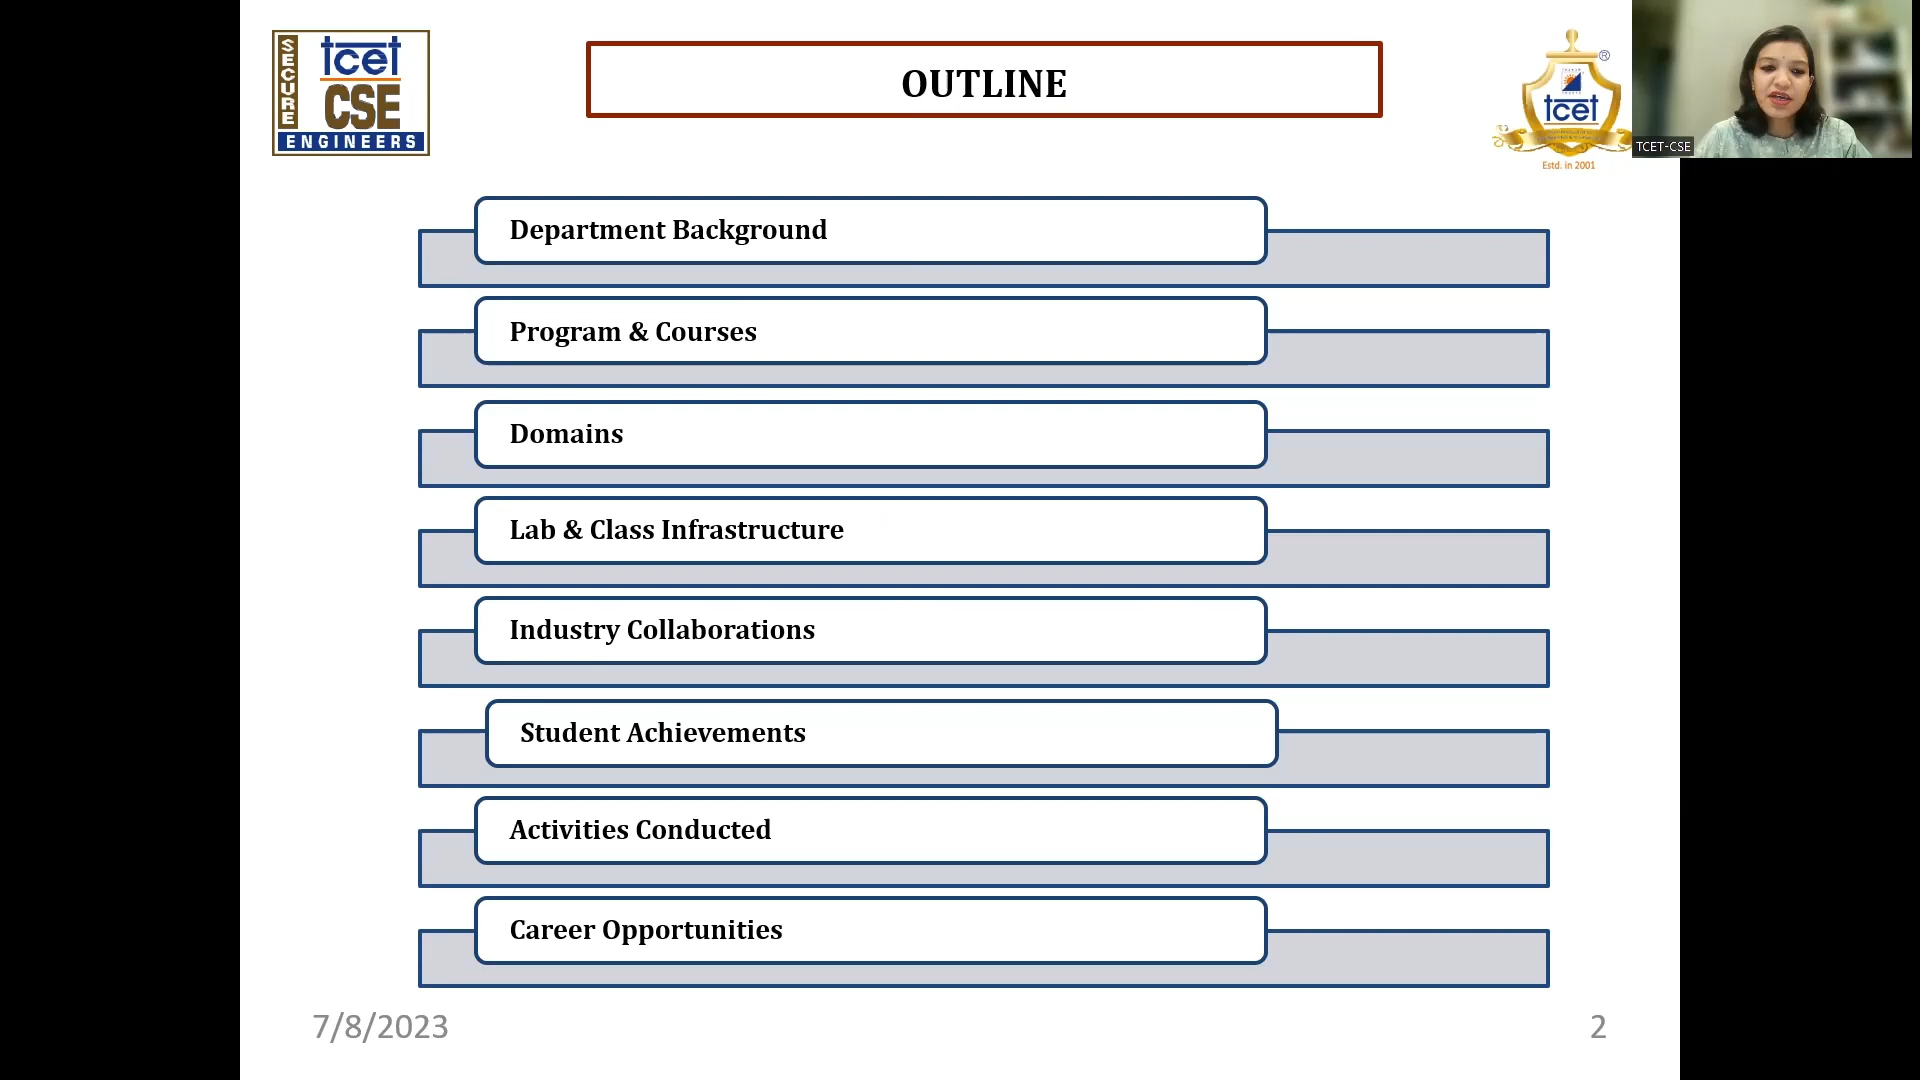 SECURE
tcet
CSE
ENGINEERS
OUTLINE
®
tcet
Estd. in 2001
TCET-CSE
Department Background
Program & Courses
Domains
Lab & Class Infrastructure
Industry Collaborations
Student Achievements
Activities Conducted
Career Opportunities
7/8/2023
2